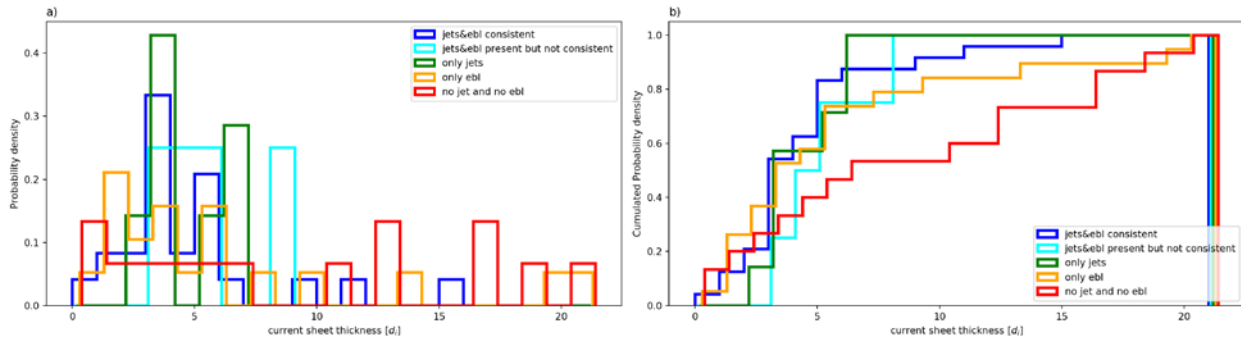 a)
Probability density
0.4
0.3
0.2
0.1
0.0
0
5
10
15
20
current sheet thickness [dᵢ]
jets&ebl consistent
jets&ebl present but not consistent
only jets
only ebl
no jet and no ebl
b)
Cumulated Probability density
1.0
0.8
0.6
0.4
0.2
0.0
0
5
10
15
20
current sheet thickness [dᵢ]
jets&ebl consistent
jets&ebl present but not consistent
only jets
only ebl
no jet and no ebl